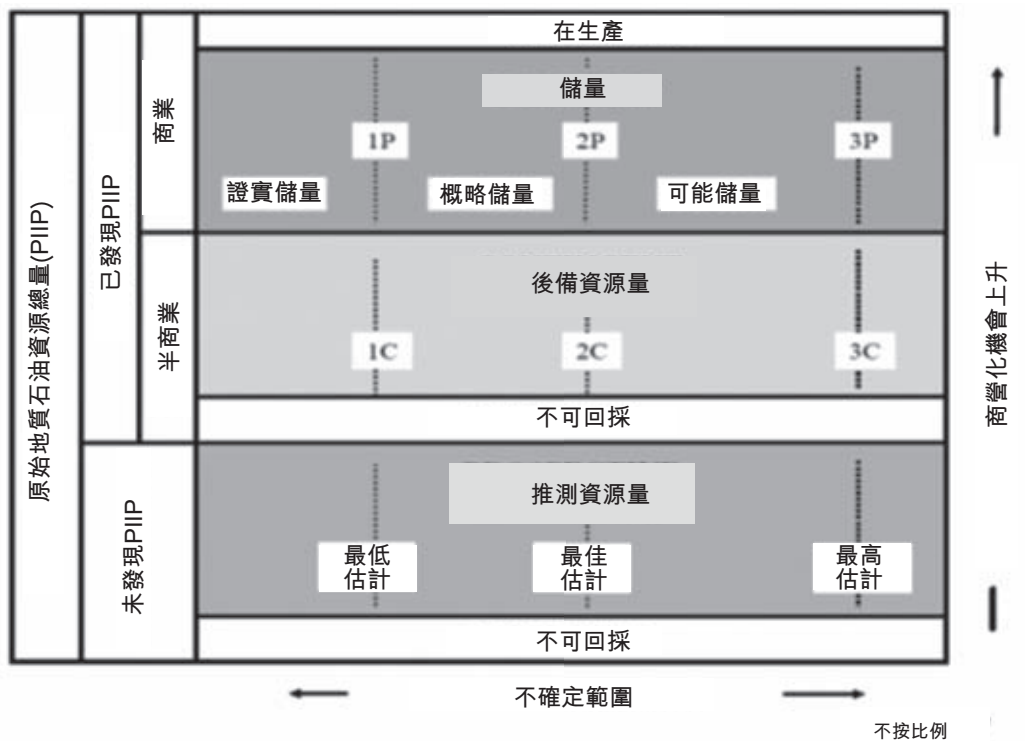 原始地質石油資源總量(PIIP)
已發現PIIP
商業
在生產
儲量
1P
2P
3P
證實儲量
概略儲量
可能儲量
半商業
後備資源量
1C
2C
3C
不可回採
未發現PIIP
推測資源量
最低
估計
最佳
估計
最高
估計
不可回採
不確定範圍
商營化機會上升
不按比例